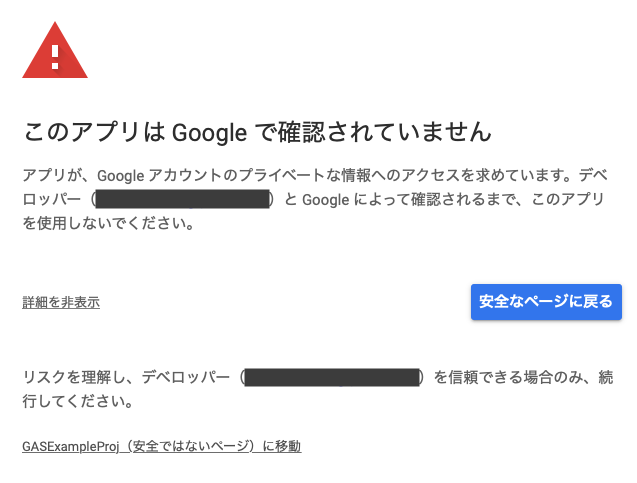 このアプリは Google で確認されていません
アプリが、Google アカウントのプライベートな情報へのアクセスを求めています。デベ
ロッパー（）と Google によって確認されるまで、このアプリ
を使用しないでください。
詳細を非表示
安全なページに戻る
リスクを理解し、デベロッパー（）を信頼できる場合のみ、続
行してください。
GASExampleProj（安全ではないページ）に移動